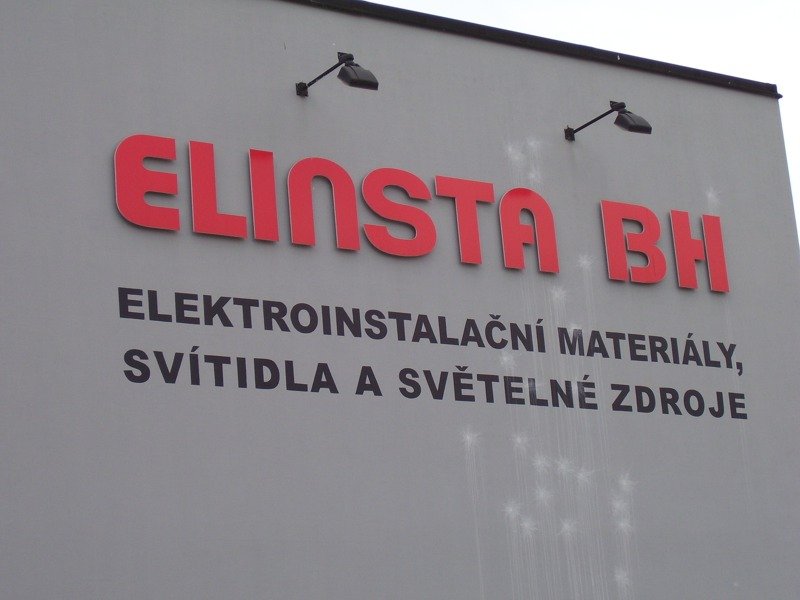 ELINSTA BH
ELEKTROINSTALAČNÍ MATERIÁLY,
SVÍTIDLA A SVĚTELNÉ ZDROJE